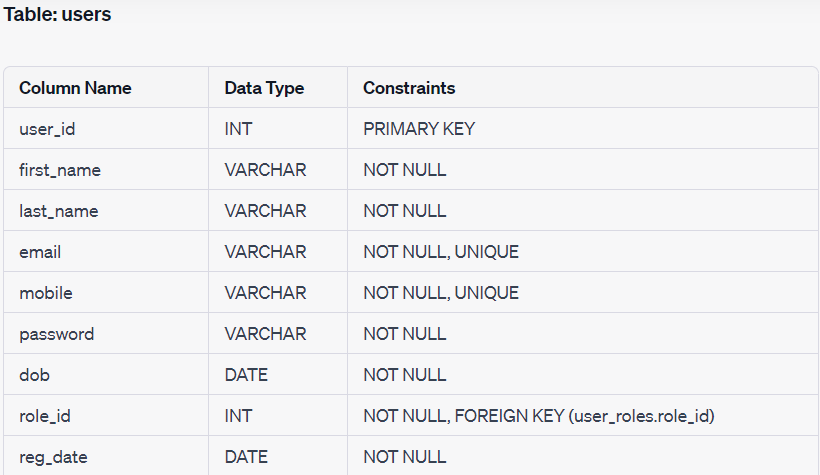 Table: users
Column Name Data Type Constraints
user_id INT PRIMARY KEY
first_name VARCHAR NOT NULL
last_name VARCHAR NOT NULL
email VARCHAR NOT NULL, UNIQUE
mobile VARCHAR NOT NULL, UNIQUE
password VARCHAR NOT NULL
dob DATE NOT NULL
role_id INT NOT NULL, FOREIGN KEY (user_roles.role_id)
reg_date DATE NOT NULL